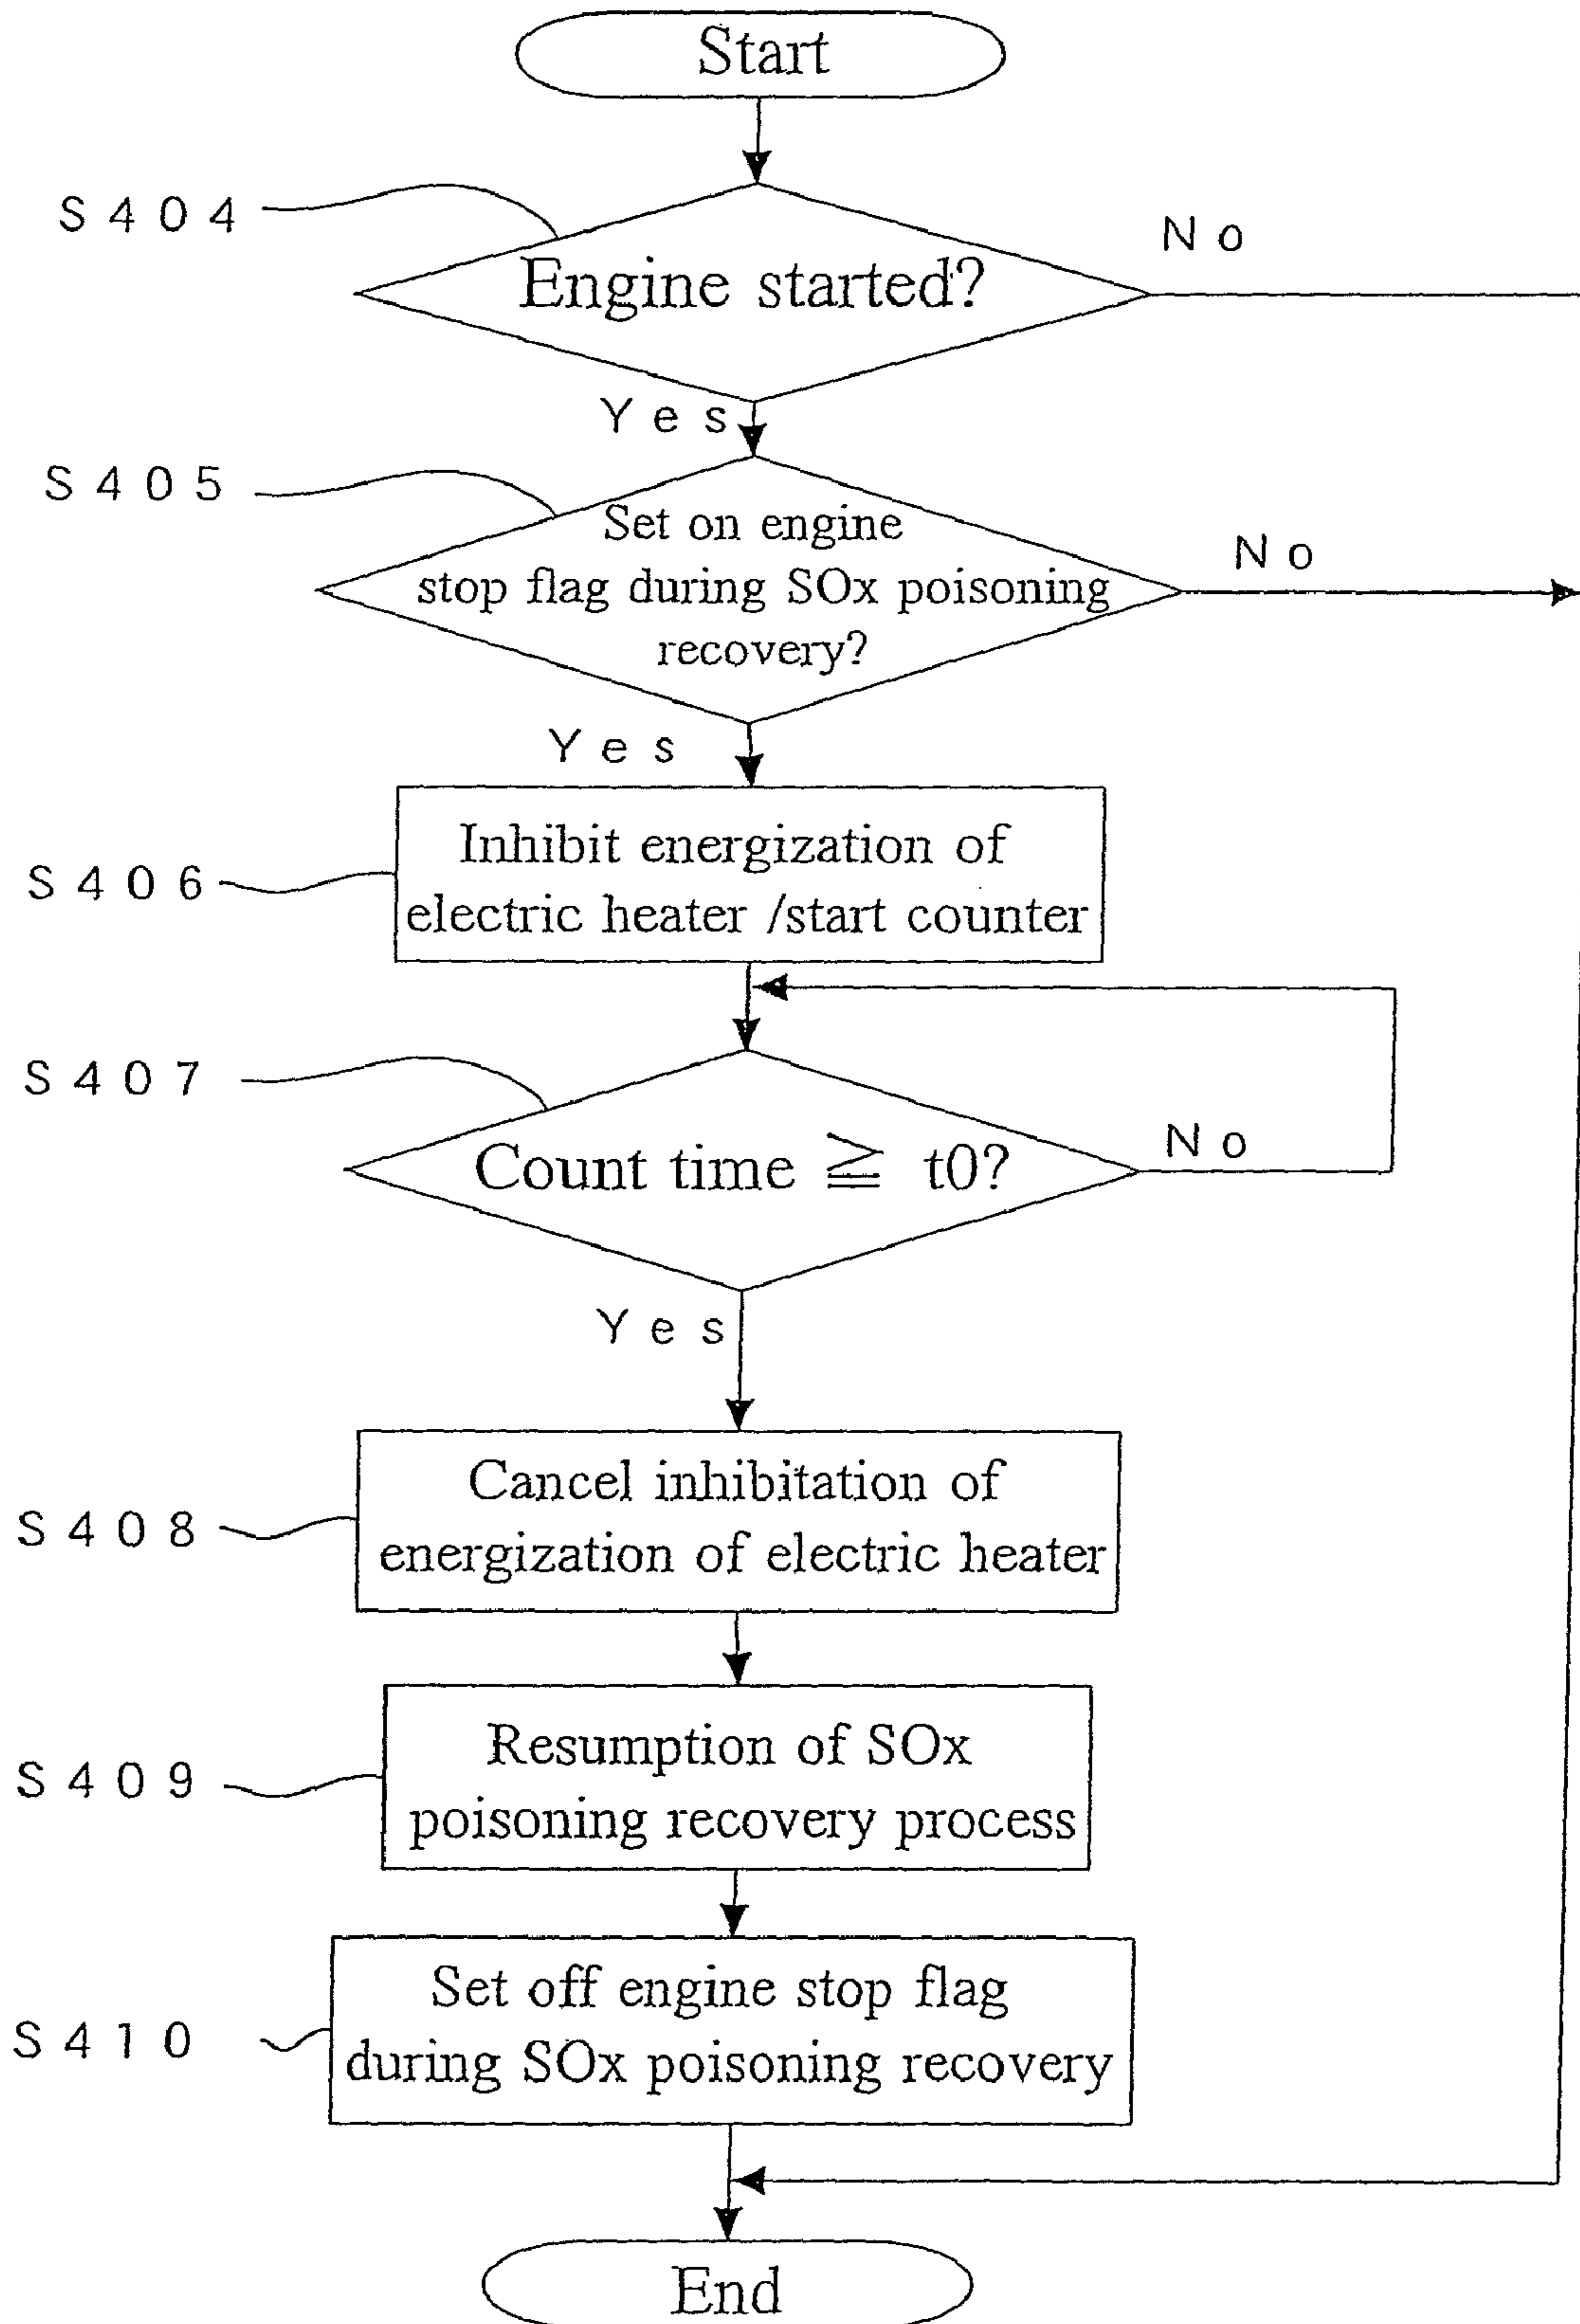 Start
S404
Engine started?
No
Yes
S405
Set on engine
stop flag during SOx poisoning
recovery?
No
Yes
S406
Inhibit energization of
electric heater /start counter
S407
Count time ≧ t0?
No
Yes
S408
Cancel inhibitation of
energization of electric heater
S409
Resumption of SOx
poisoning recovery process
S410
Set off engine stop flag
during SOx poisoning recovery
End